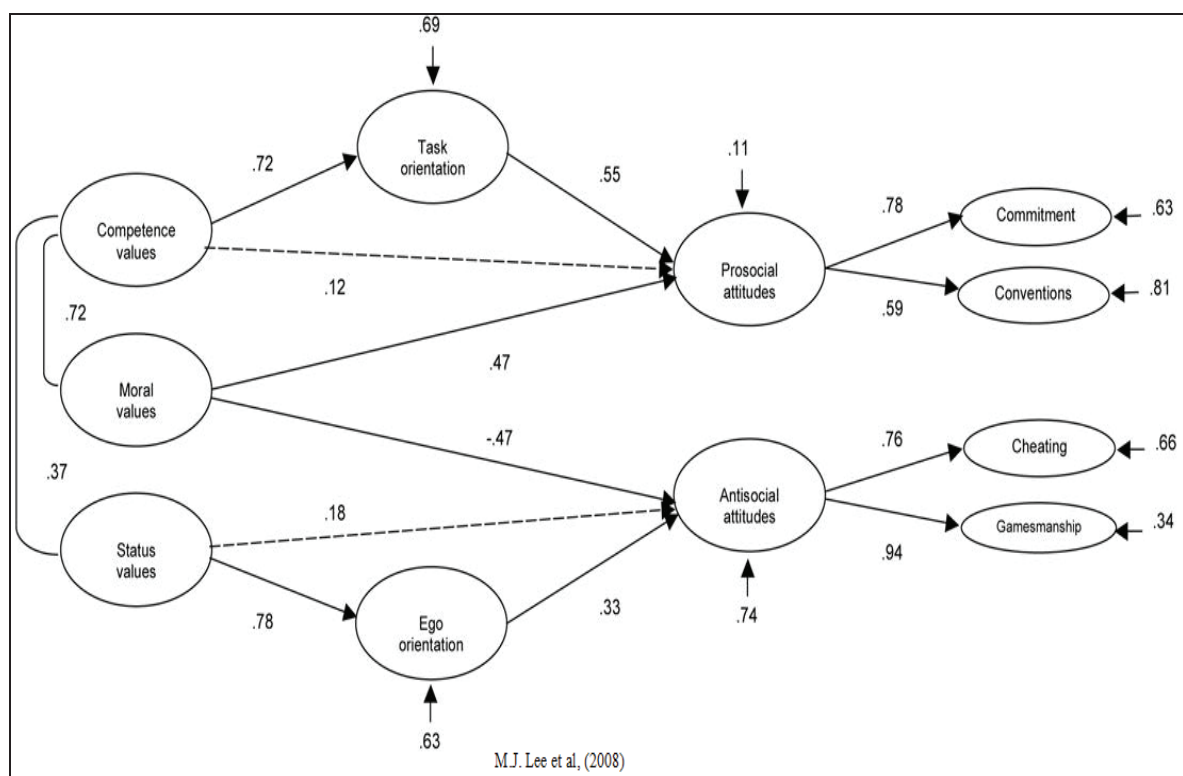 .69
Task
orientation
.72
.55
.11
Competence
values
.12
Prosocial
attitudes
.78
Commitment
.63
.59
Conventions
.81
.72
Moral
values
.47
-.47
.37
.18
Status
values
.78
Ego
orientation
.33
.63
Antisocial
attitudes
.74
.76
Cheating
.66
.94
Gamesmanship
.34
M.J. Lee et al, (2008)